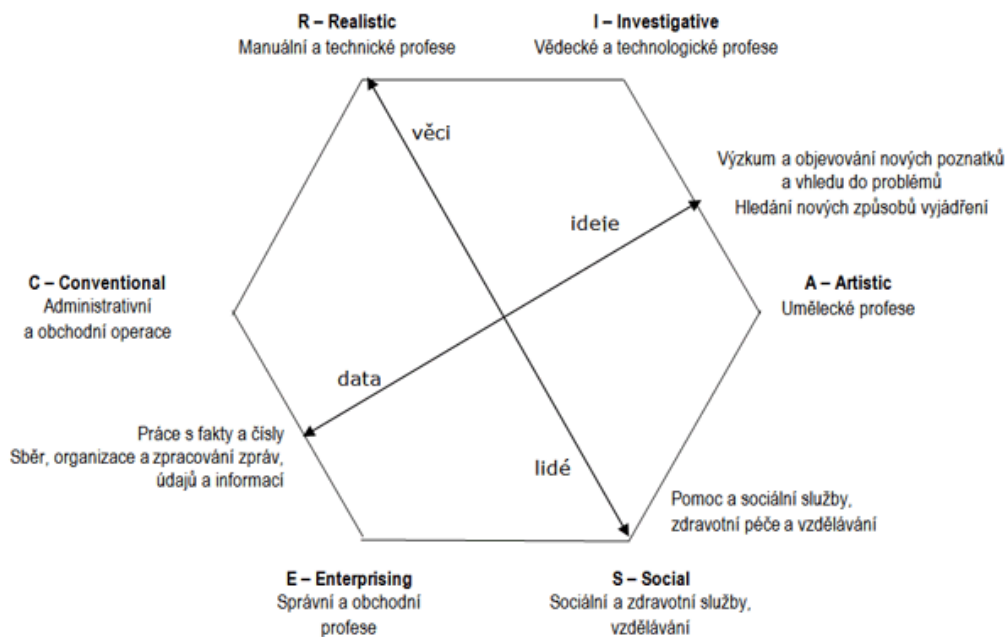 R – Realistic
Manuální a technické profese
I – Investigative
Vědecké a technologické profese
věci
Výzkum a objevování nových poznatků
a vhledu do problémů
Hledání nových způsobů vyjádření
ideje
C – Conventional
Administrativní
a obchodní operace
A – Artistic
Umělecké profese
data
Práce s fakty a čísly
Sběr, organizace a zpracování zpráv,
údajů a informací
lidé
Pomoc a sociální služby,
zdravotní péče a vzdělávání
E – Enterprising
Správní a obchodní
profese
S – Social
Sociální a zdravotní služby,
vzdělávání